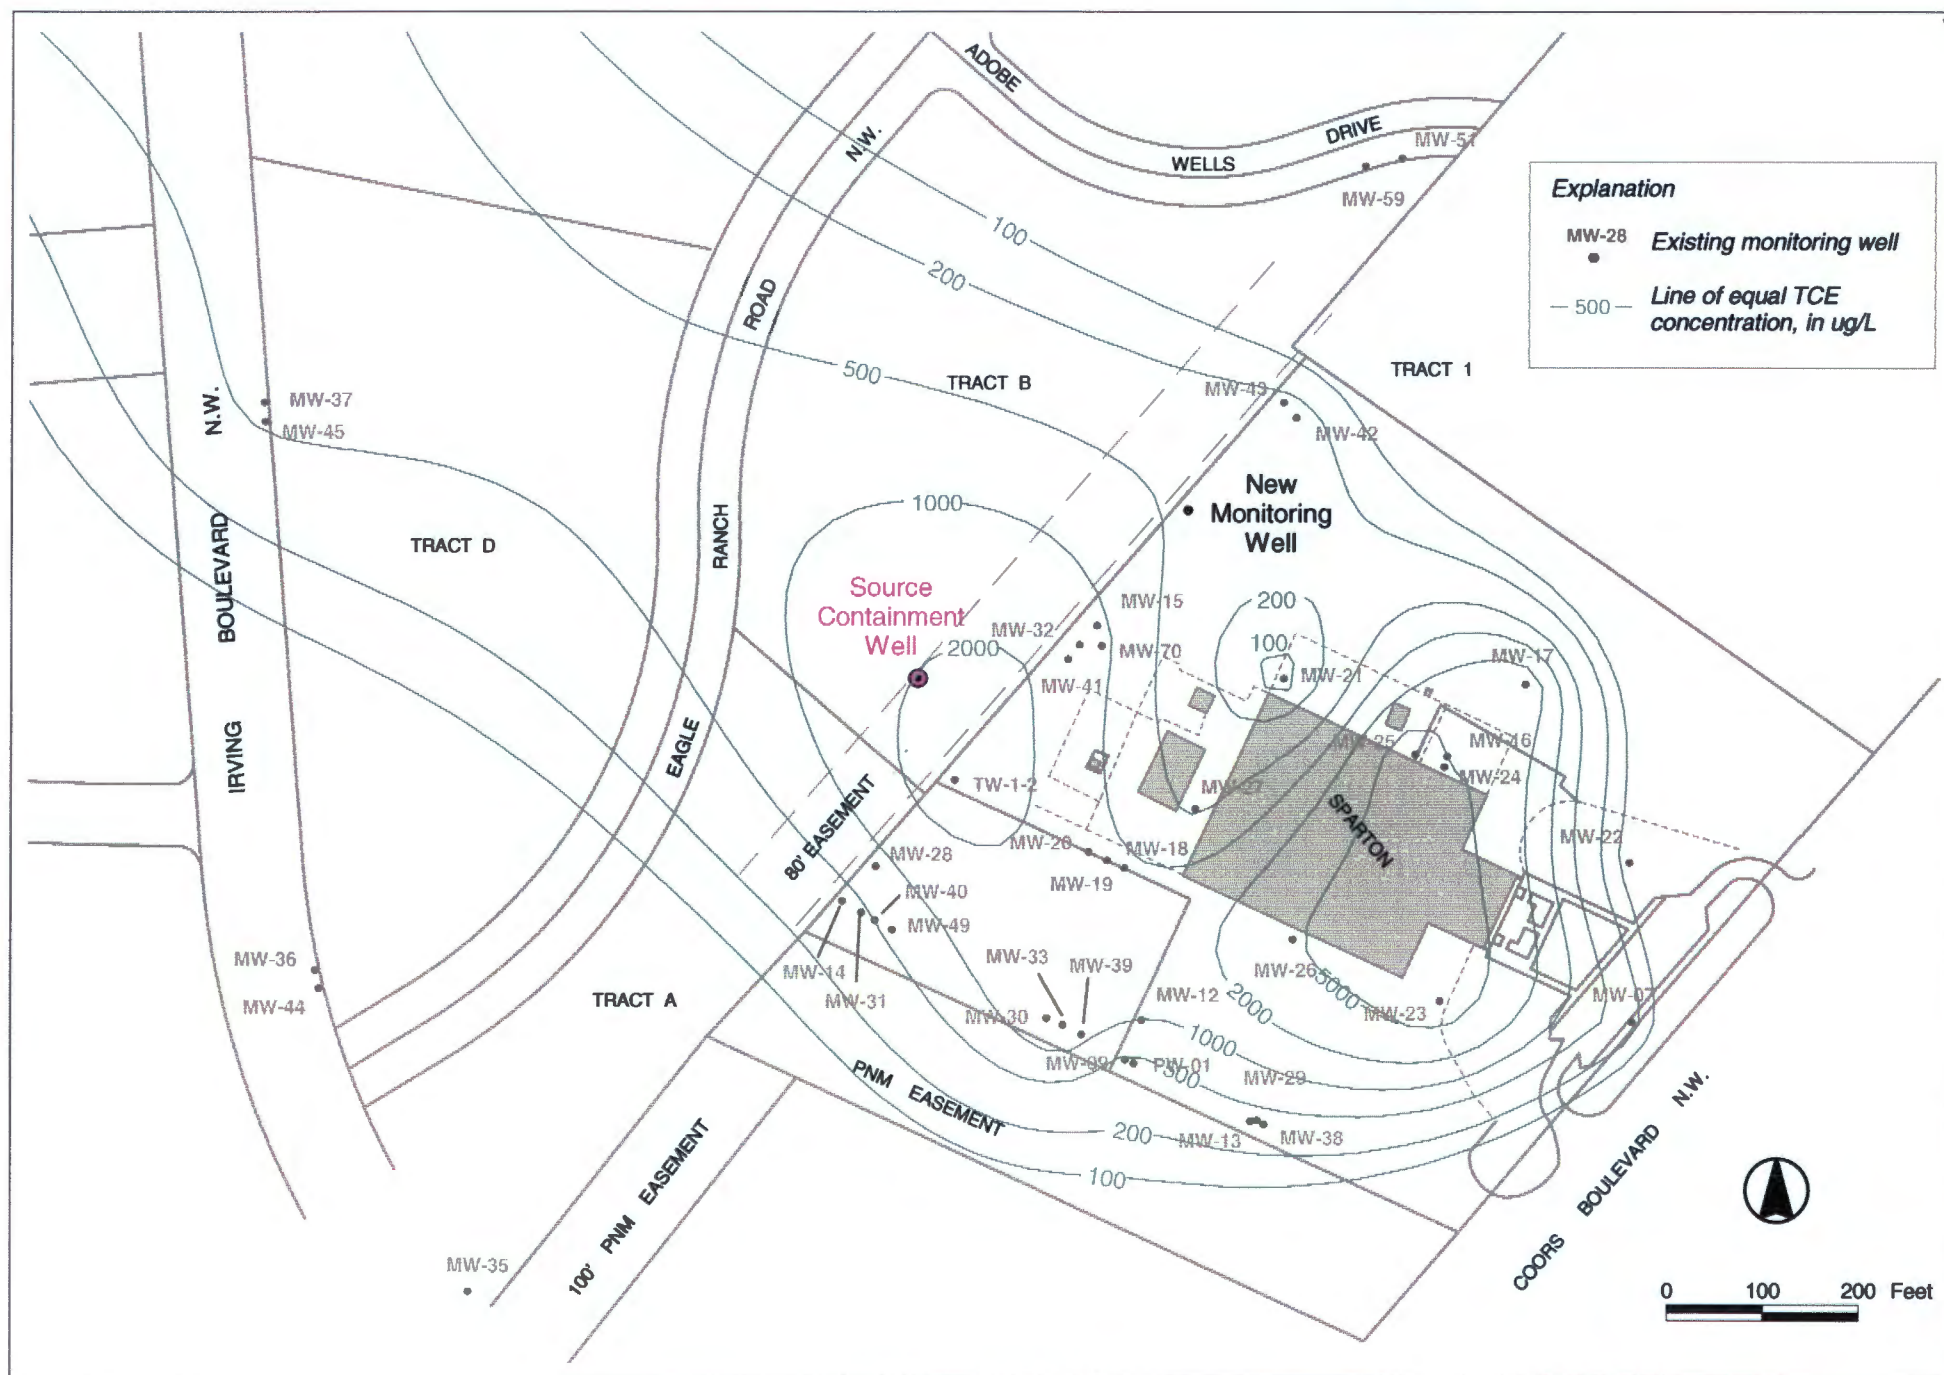 ADOBE
WELLS
DRIVE
MW-51
MW-59
Explanation
MW-28 Existing monitoring well
500 Line of equal TCE
concentration, in ug/L
N.W.
ROAD
RANCH
EAGLE
100
200
500
TRACT B
TRACT 1
MW-43
MW-42
MW-37
MW-45
N.W.
BOULEVARD
IRVING
TRACT D
1000
New
Monitoring
Well
Source
Containment
Well
2000
MW-15
MW-32
MW-70
MW-41
200
100
MW-21
MW-17
MW-25
MW-16
MW-24
TW-1-2
MW-27
SPARTON
MW-22
80' EASEMENT
MW-28
MW-20
MW-18
MW-19
MW-40
MW-49
MW-14
MW-31
MW-36
MW-44
TRACT A
MW-33
MW-39
MW-30
MW-12
MW-26
5000
MW-23
MW-07
2000
1000
MW-09
PW-01
500
MW-29
PNM EASEMENT
200
MW-13
MW-38
100
N.W.
BOULEVARD
COORS
100' PNM EASEMENT
MW-35
0 100 200 Feet